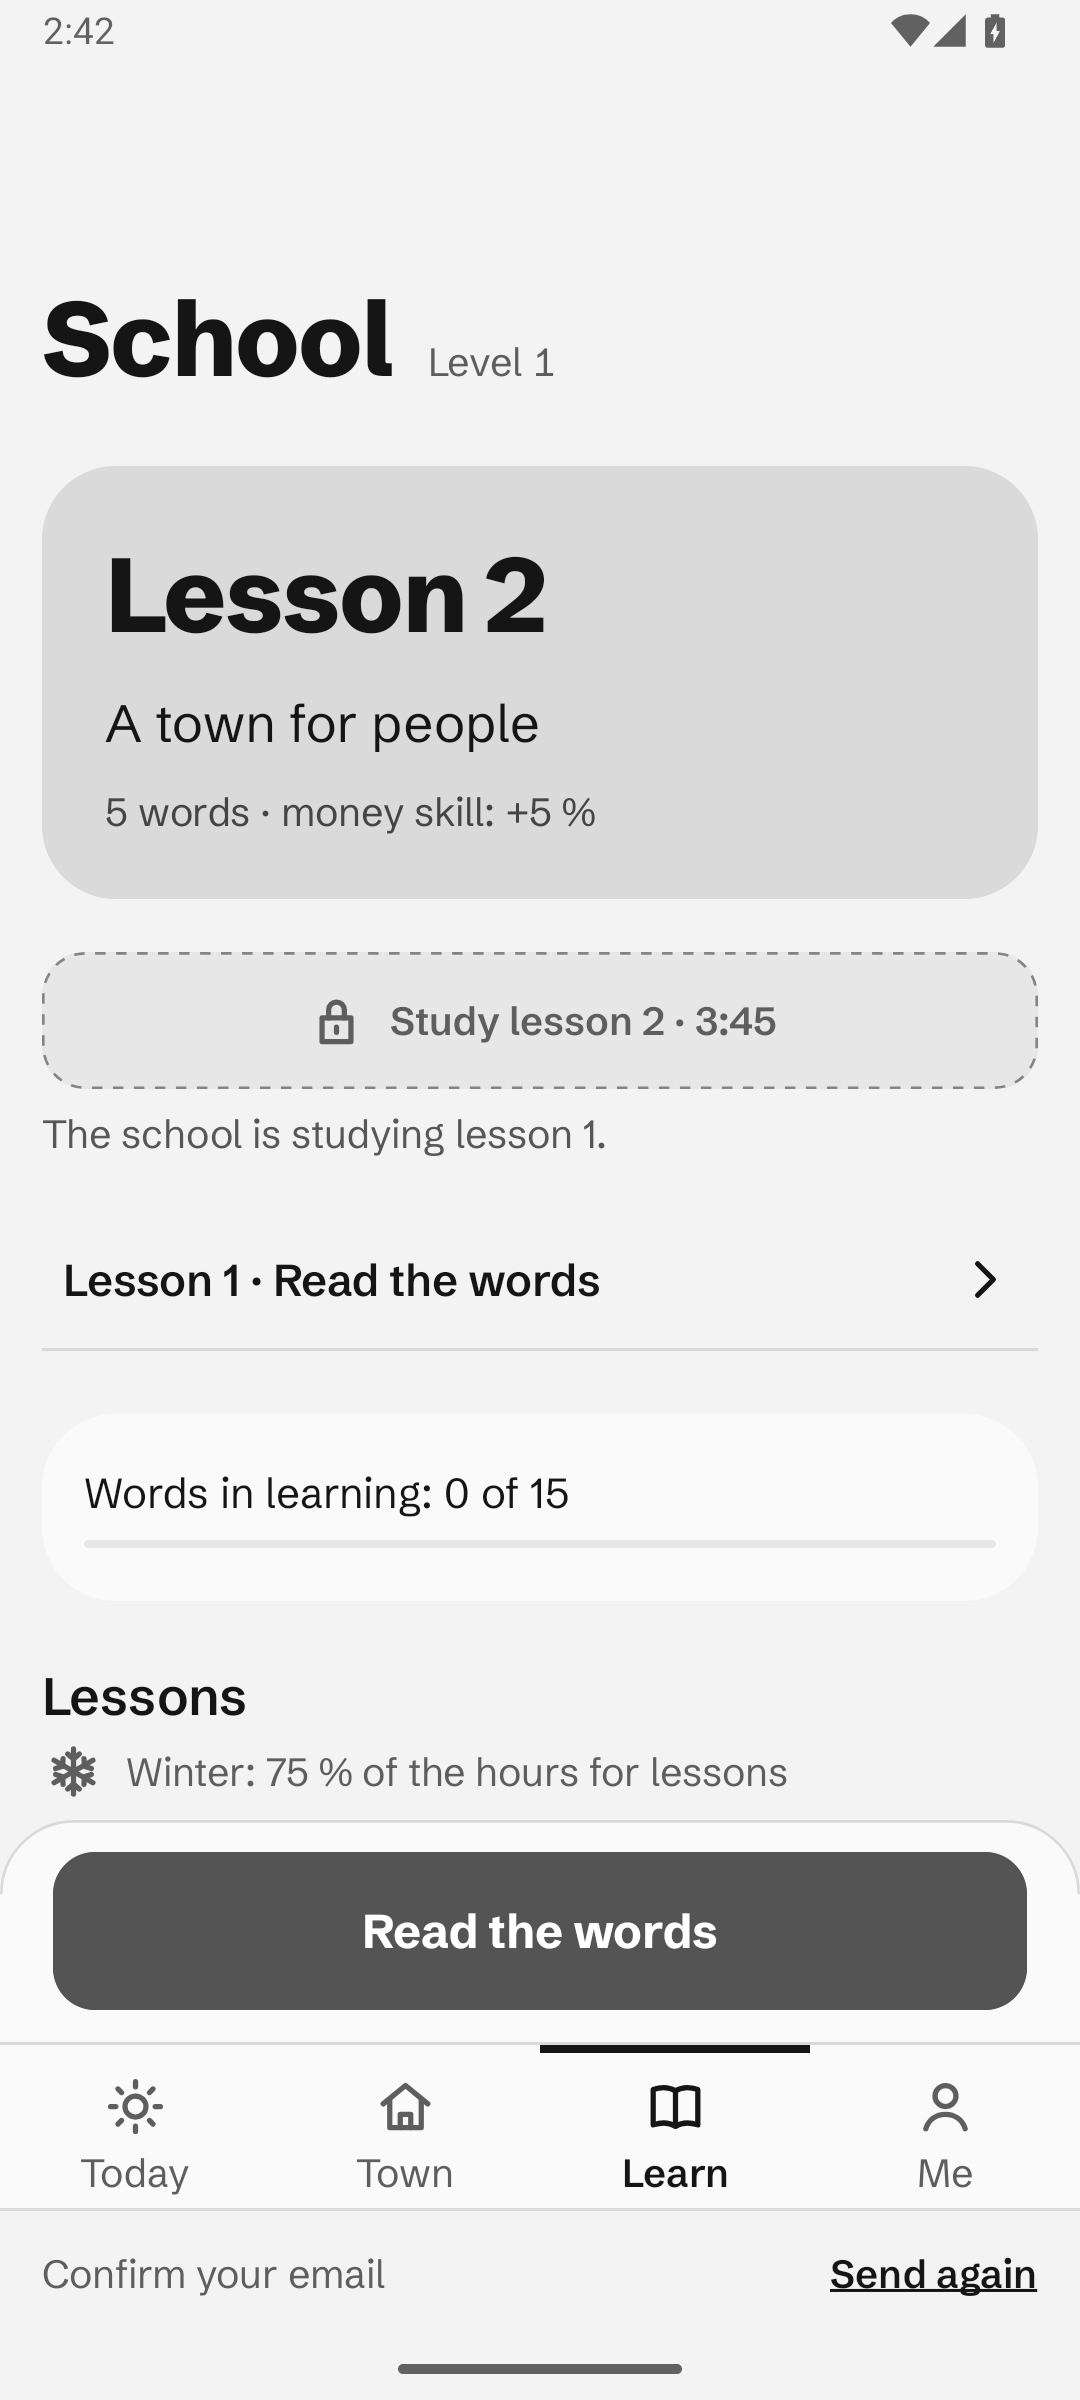 2:42
School Level 1
Lesson 2
A town for people
5 words · money skill: +5 %
Study lesson 2 · 3:45
The school is studying lesson 1.
Lesson 1 · Read the words
Words in learning: 0 of 15
Lessons
Winter: 75 % of the hours for lessons
Read the words
Today Town Learn Me
Confirm your email Send again